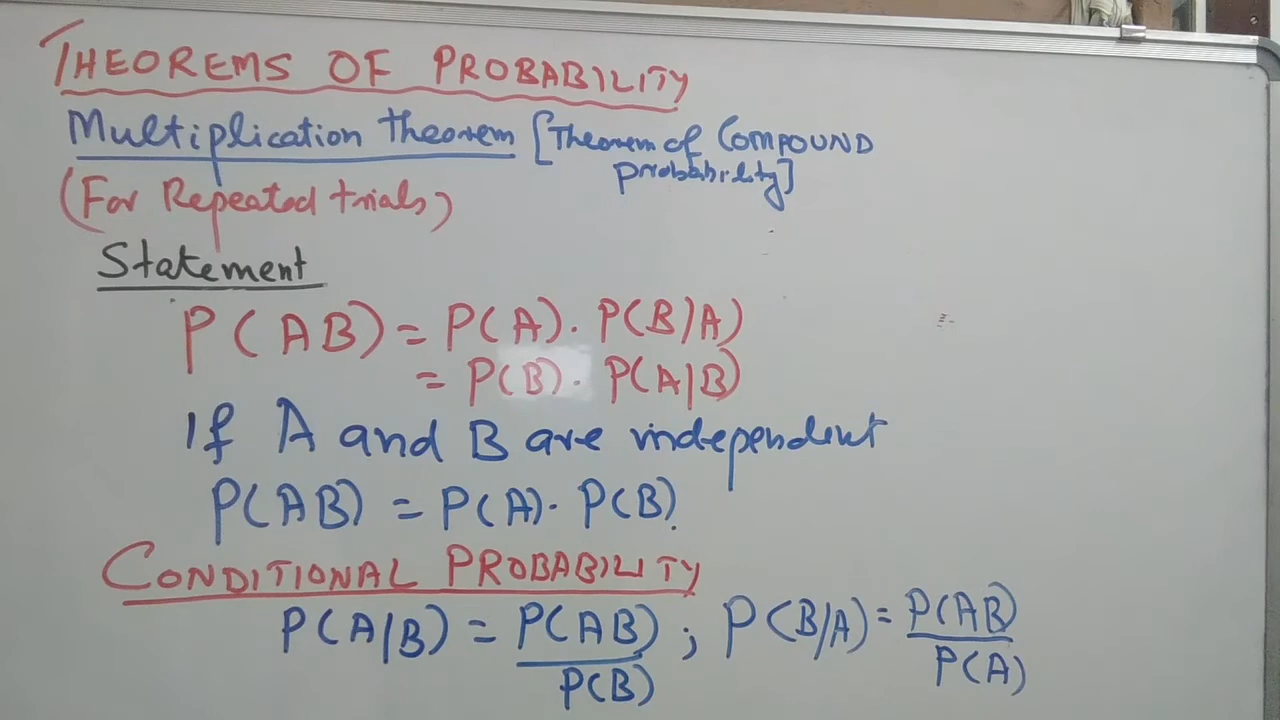 THEOREMS OF PROBABILITY
Multiplication theorem [Theorem of COMPOUND
probability]
(For Repeated trials)
Statement
P(AB) = P(A). P(B/A)
= P(B). P(A|B)
If A and B are independent
P(AB) = P(A). P(B).
CONDITIONAL PROBABILITY
P(A|B) = P(AB)/P(B) ; P(B/A) = P(AB)/P(A)